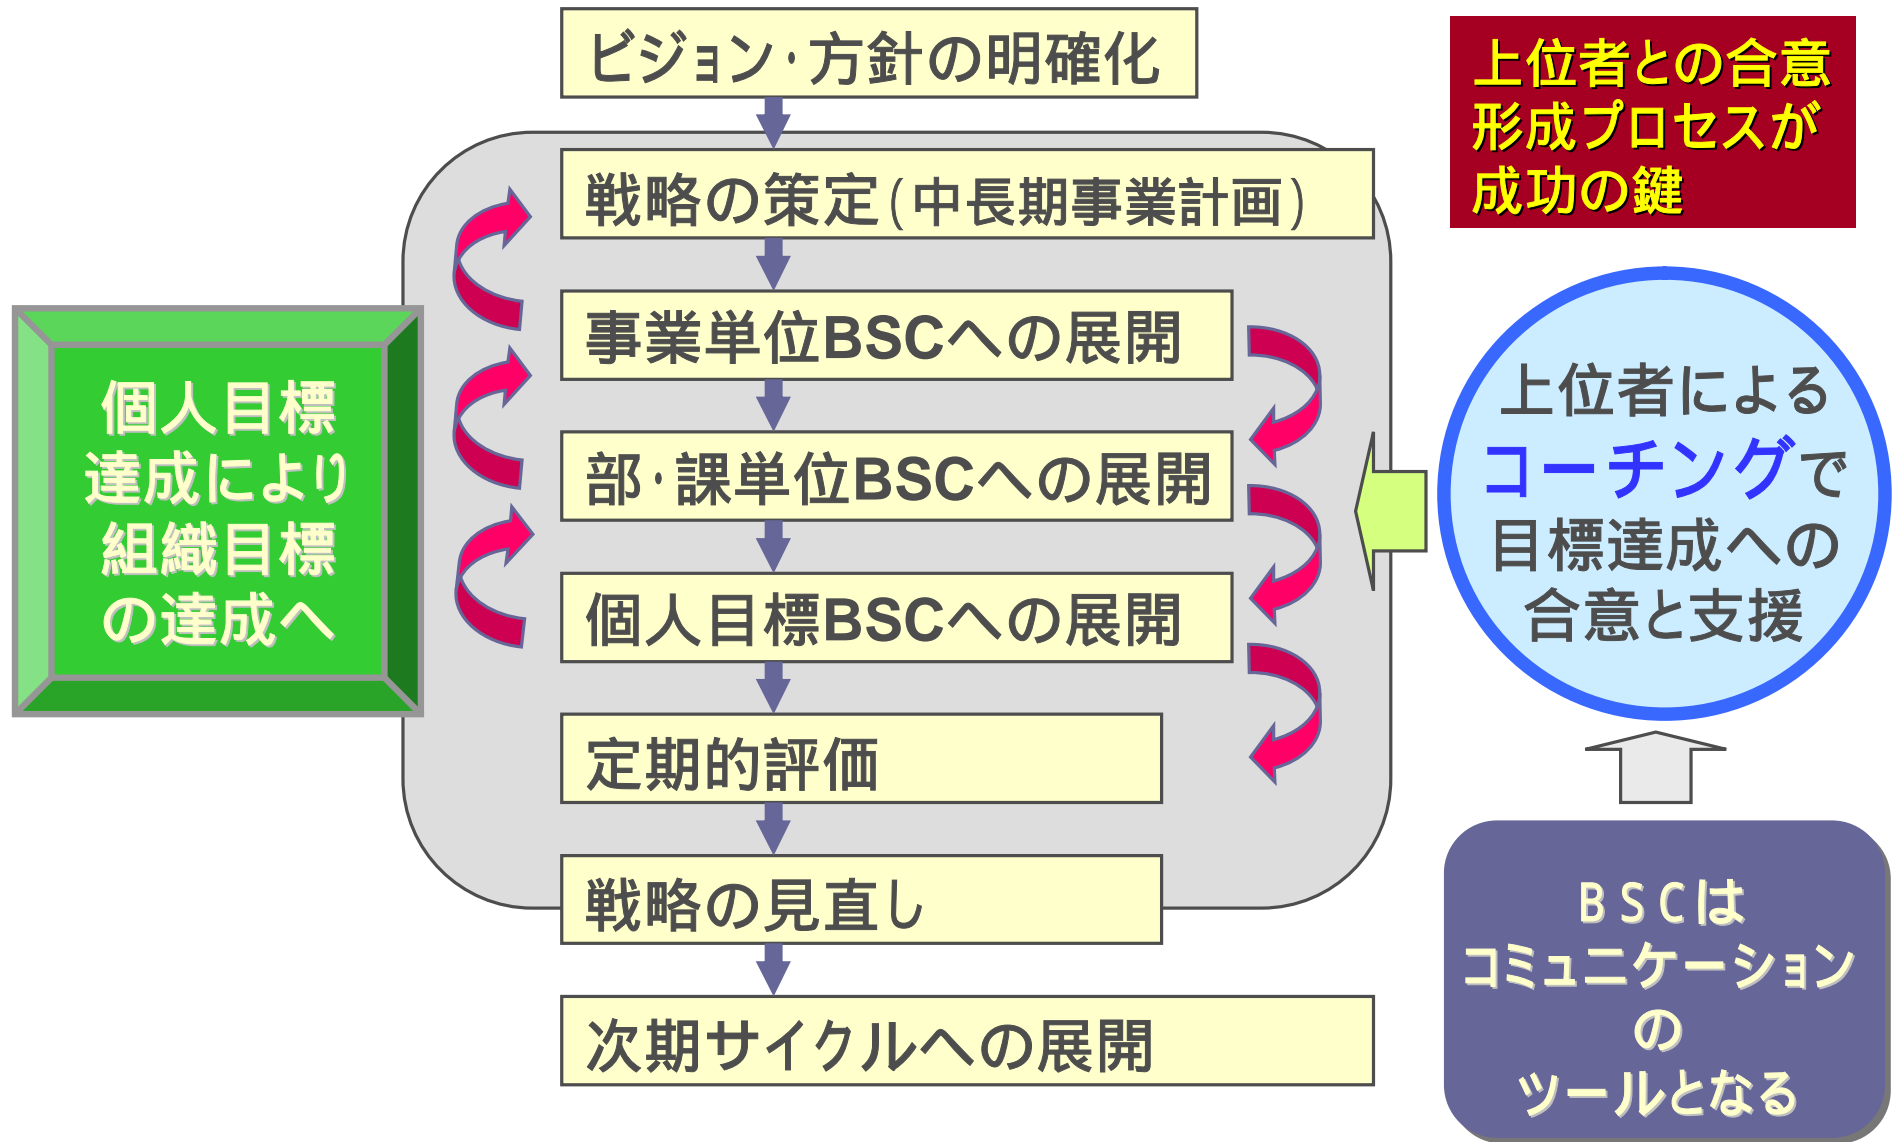 ビジョン・方針の明確化
戦略の策定(中長期事業計画)
事業単位BSCへの展開
部・課単位BSCへの展開
個人目標BSCへの展開
定期的評価
戦略の見直し
次期サイクルへの展開
個人目標
達成により
組織目標
の達成へ
上位者との合意
形成プロセスが
成功の鍵
上位者による
コーチングで
目標達成への
合意と支援
BSCは
コミュニケーション
の
ツールとなる